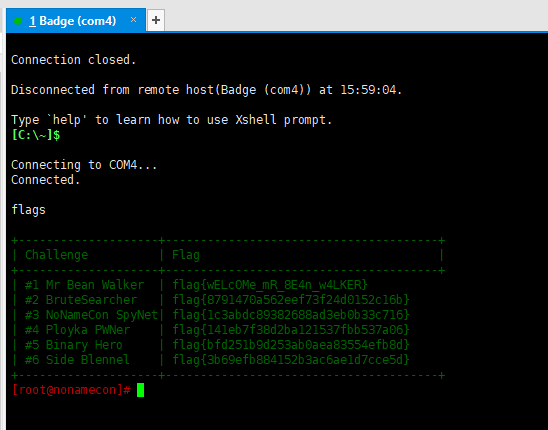 1 Badge (com4) × +
Connection closed.
Disconnected from remote host(Badge (com4)) at 15:59:04.
Type `help' to learn how to use Xshell prompt.
[C:\~]$
Connecting to COM4...
Connected.
flags
+--------------------+-----------------------------------+
| Challenge | Flag |
+--------------------+-----------------------------------+
| #1 Mr Bean Walker | flag{wELcOMe_mR_8E4n_w4LKER}
| #2 BruteSearcher | flag{8791470a562eef73f24d0152c16b}
| #3 NoNameCon SpyNet| flag{1c3abdc89382688ad3eb0b33c716}
| #4 Ployka PWNer | flag{141eb7f38d2ba121537fbb537a06}
| #5 Binary Hero | flag{bfd251b9d253ab0aea83554efb8d}
| #6 Side Blennel | flag{3b69efb884152b3ac6ae1d7cce5d}
+--------------------+-----------------------------------+
[root@nonamecon]#